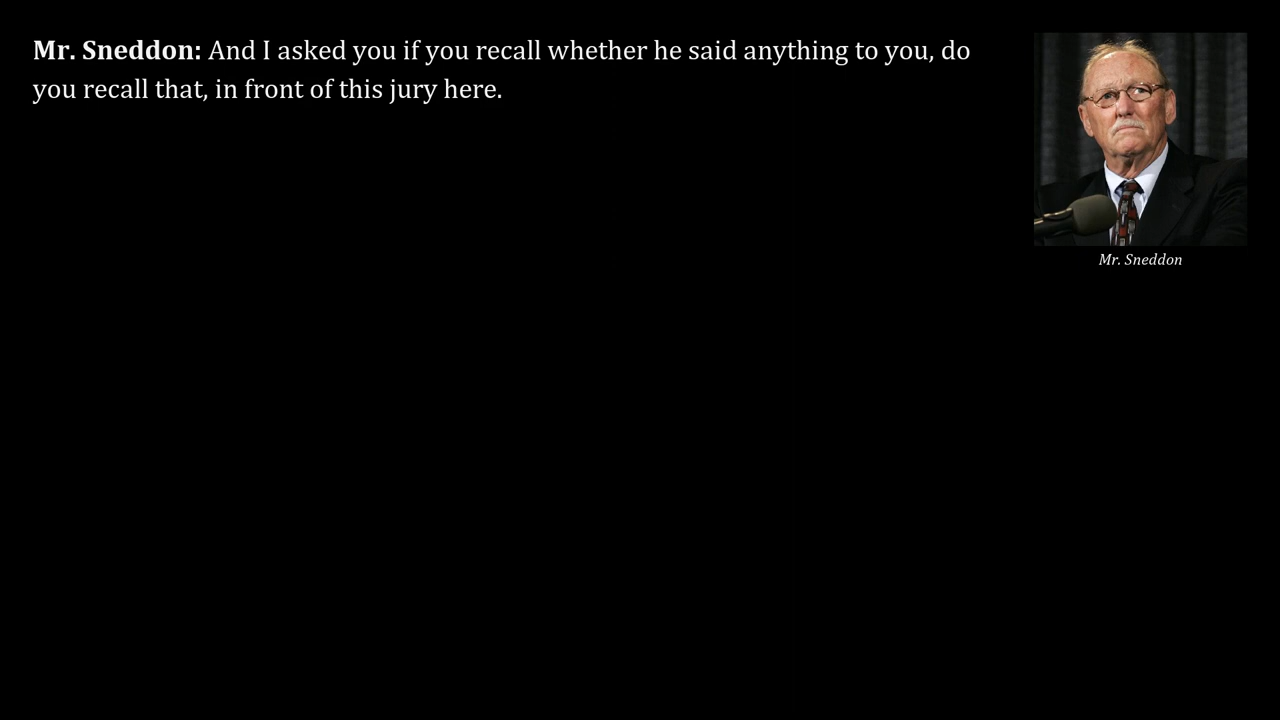 Mr. Sneddon: And I asked you if you recall whether he said anything to you, do
you recall that, in front of this jury here.
Mr. Sneddon